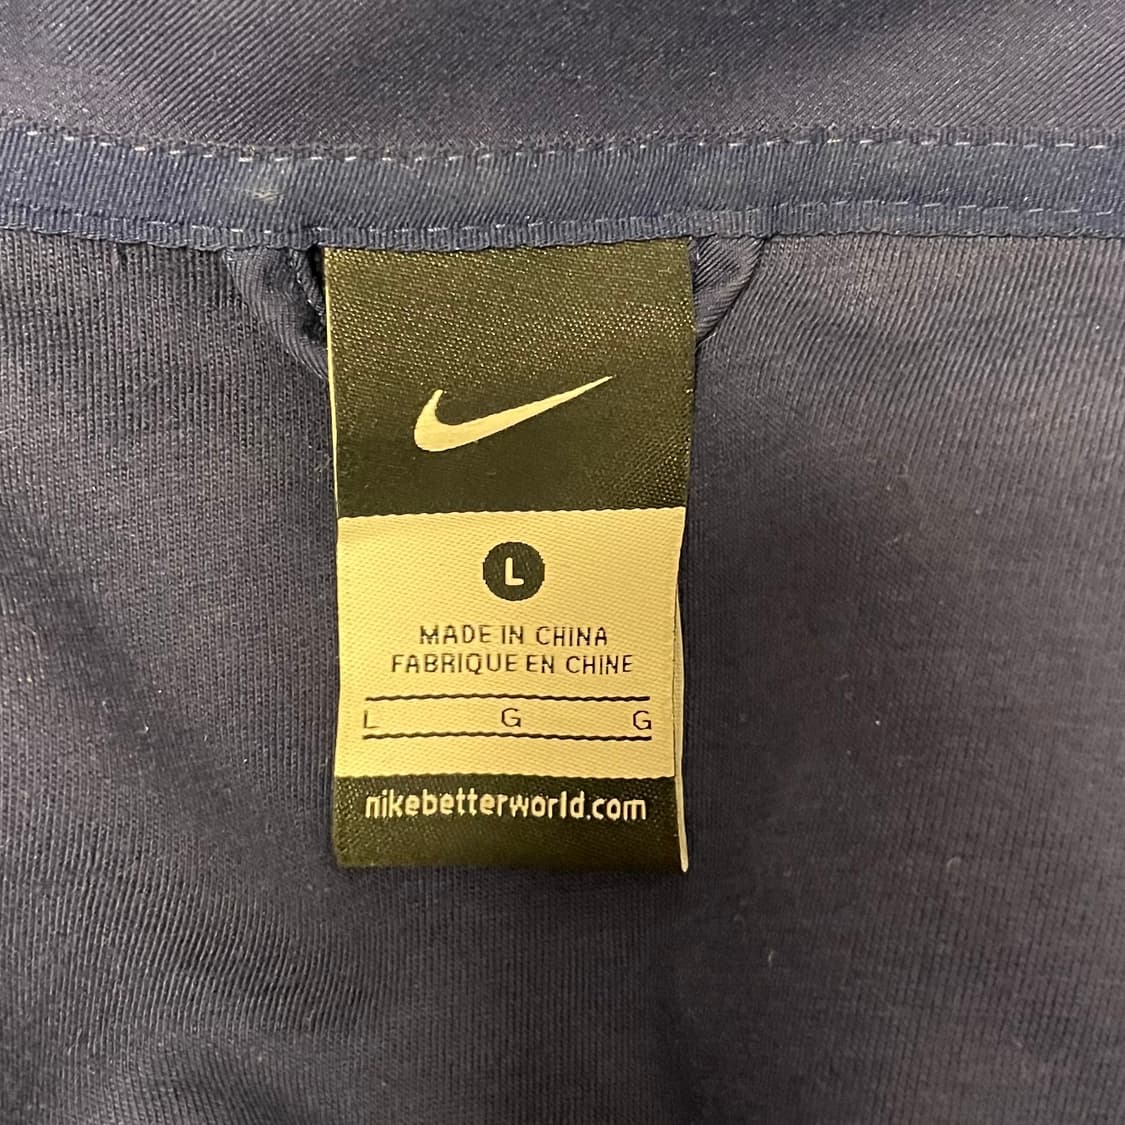 L
MADE IN CHINA
FABRIQUE EN CHINE
L G G
nikebetterworld.com